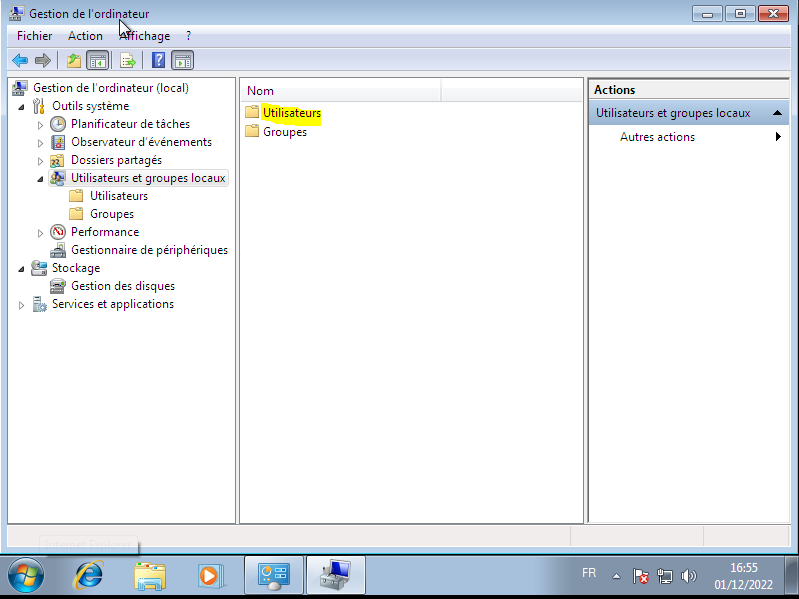 Gestion de l'ordinateur
Fichier Action Affichage ?
Gestion de l'ordinateur (local)
Outils système
Planificateur de tâches
Observateur d'événements
Dossiers partagés
Utilisateurs et groupes locaux
Utilisateurs
Groupes
Performance
Gestionnaire de périphériques
Stockage
Gestion des disques
Services et applications
Nom
Utilisateurs
Groupes
Actions
Utilisateurs et groupes locaux
Autres actions
Internet Explorer
FR
16:55
01/12/2022